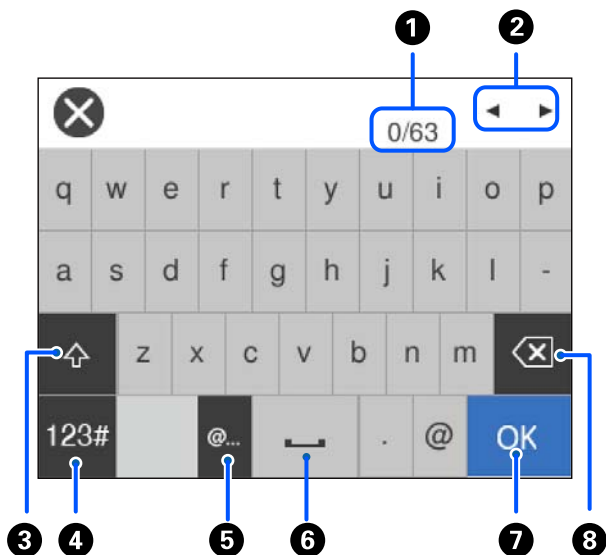 1 2
0/63 ◄ ►
q w e r t y u i o p
a s d f g h j k l -
z x c v b n m
123# @... . @ OK
3 4 5 6 7 8